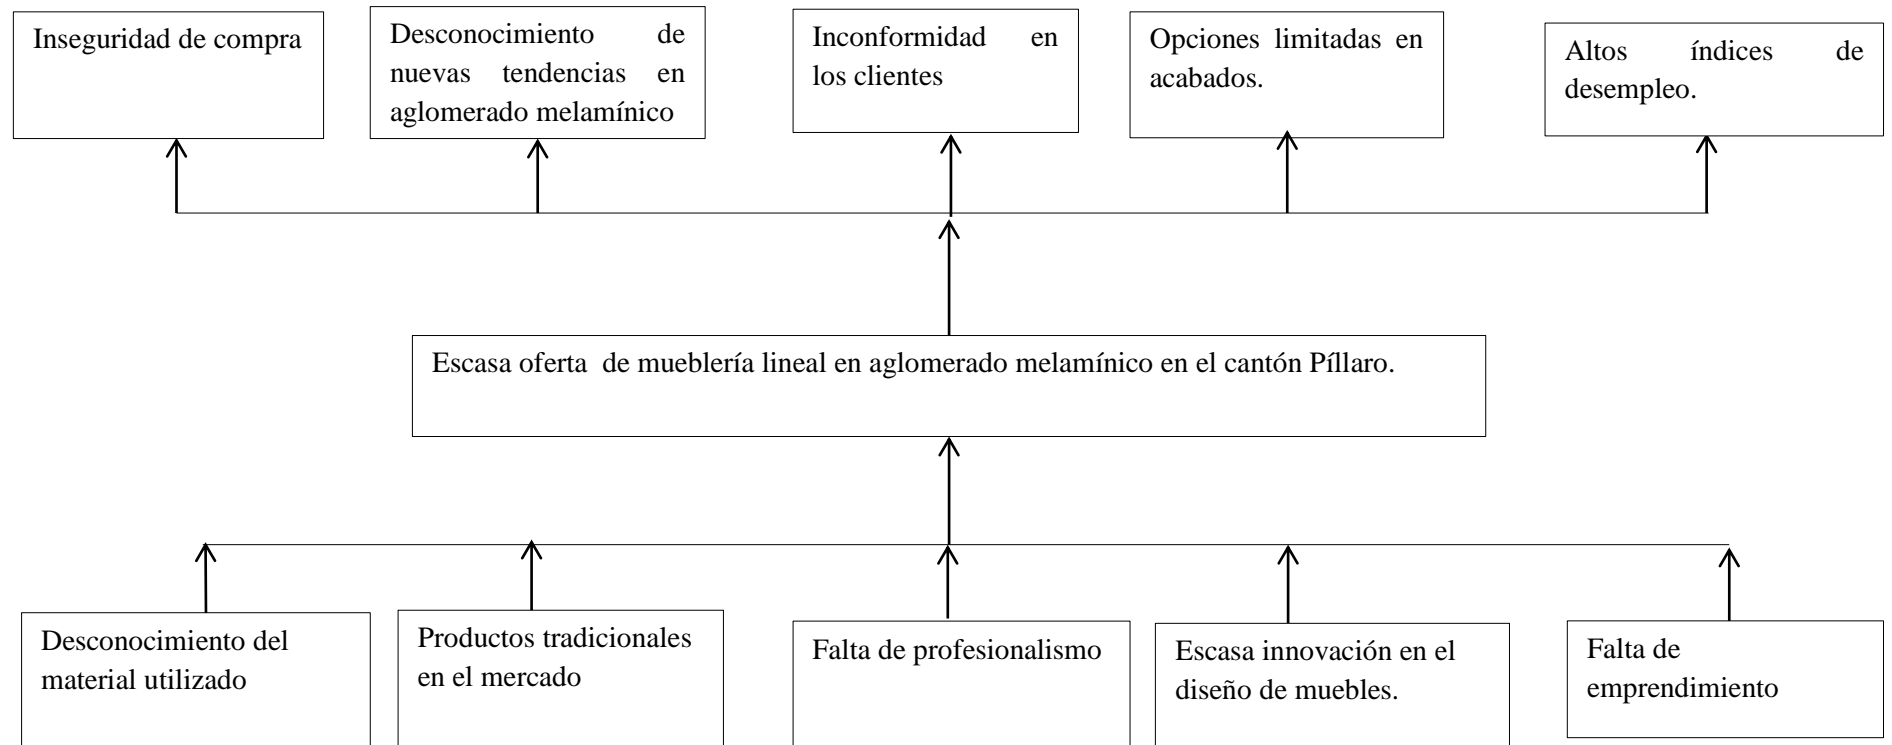 Inseguridad de compra
Desconocimiento de
nuevas tendencias en
aglomerado melamínico
Inconformidad en
los clientes
Opciones limitadas en
acabados.
Altos índices de
desempleo.
Escasa oferta de mueblería lineal en aglomerado melamínico en el cantón Píllaro.
Desconocimiento del
material utilizado
Productos tradicionales
en el mercado
Falta de profesionalismo
Escasa innovación en el
diseño de muebles.
Falta de
emprendimiento